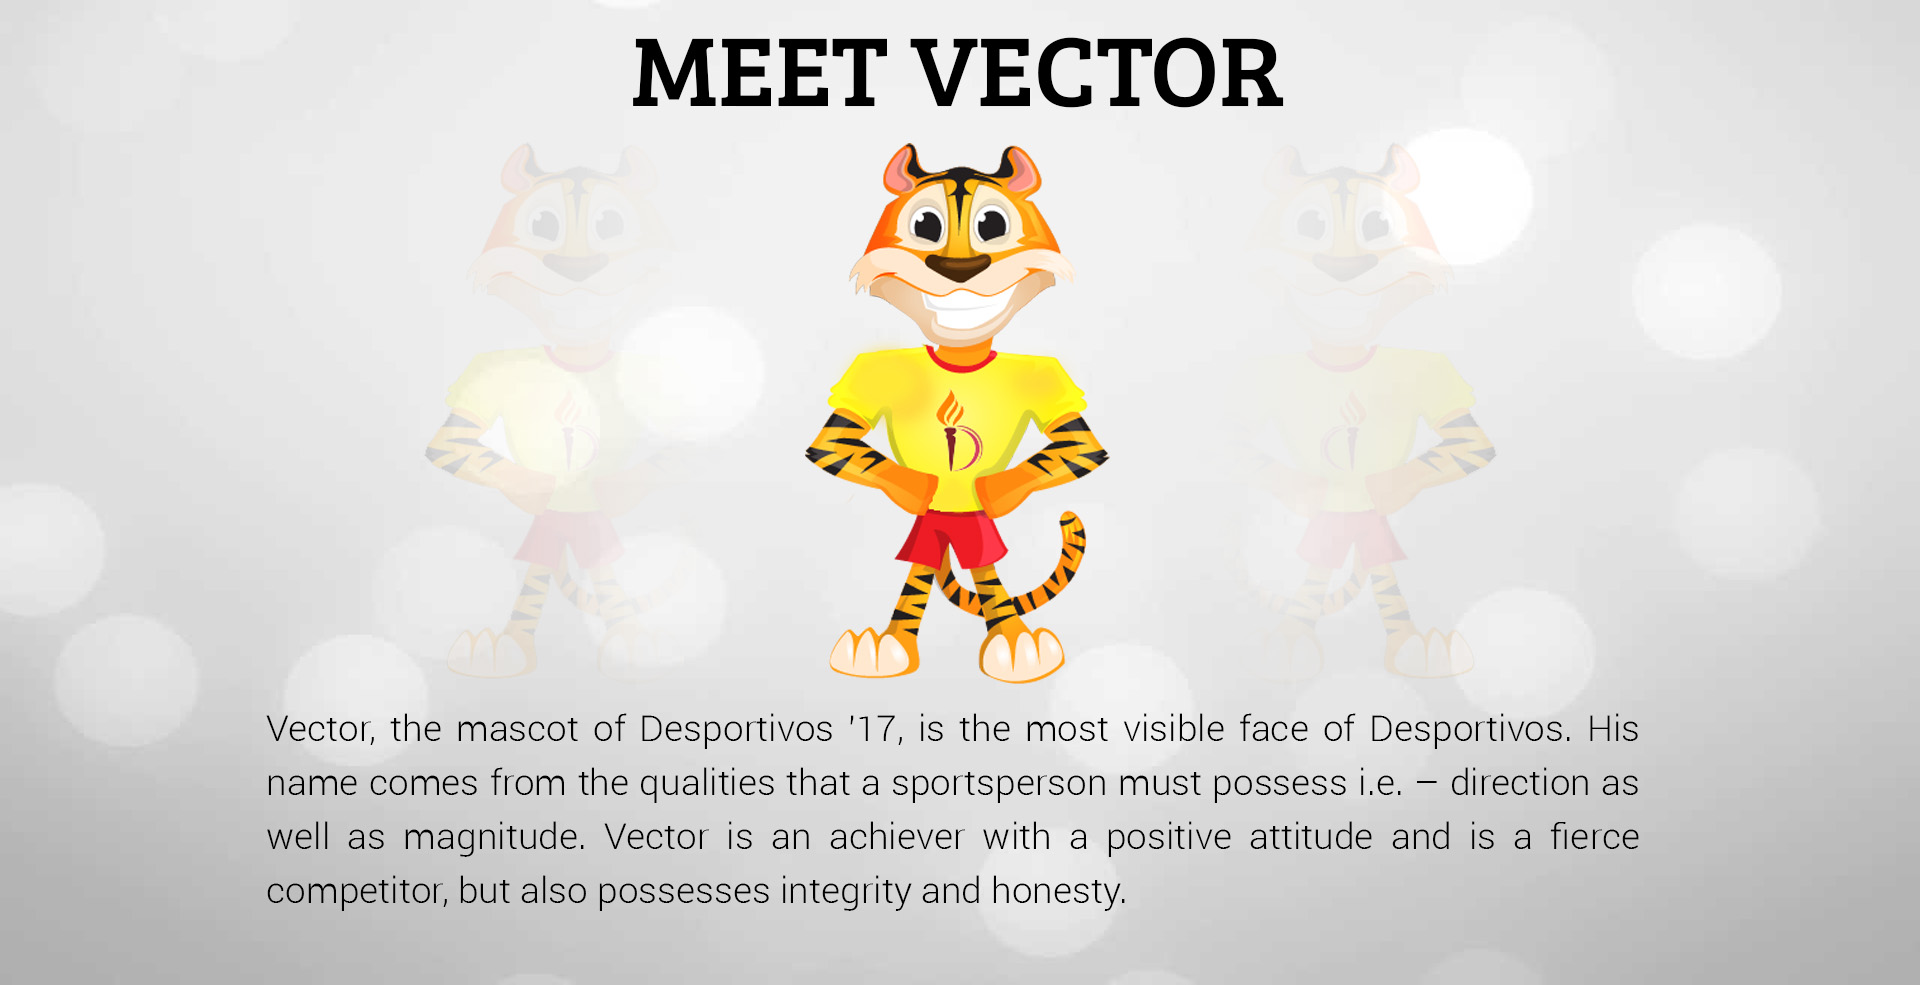 MEET VECTOR
Vector, the mascot of Desportivos '17, is the most visible face of Desportivos. His
name comes from the qualities that a sportsperson must possess i.e. – direction as
well as magnitude. Vector is an achiever with a positive attitude and is a fierce
competitor, but also possesses integrity and honesty.